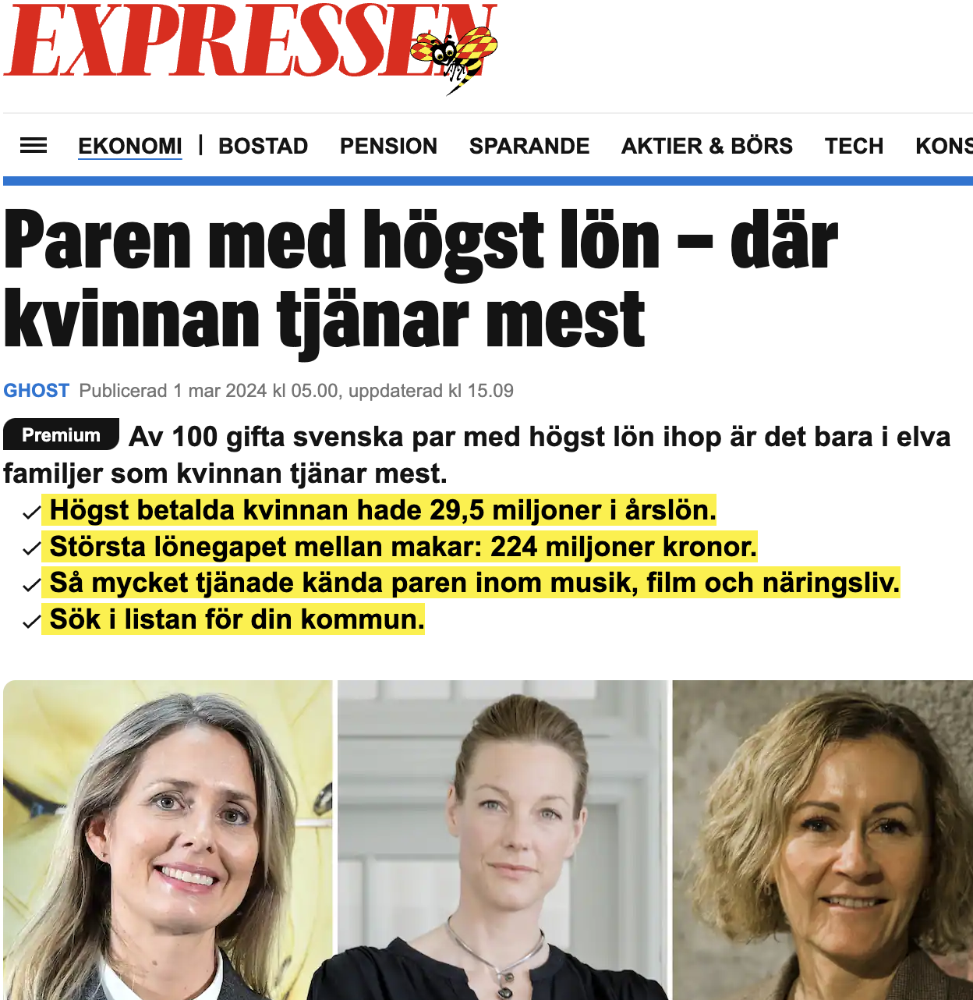 EXPRESSEN
EKONOMI | BOSTAD PENSION SPARANDE AKTIER & BÖRS TECH KONS
Paren med högst lön – där
kvinnan tjänar mest
GHOST Publicerad 1 mar 2024 kl 05.00, uppdaterad kl 15.09
Premium Av 100 gifta svenska par med högst lön ihop är det bara i elva
familjer som kvinnan tjänar mest.
Högst betalda kvinnan hade 29,5 miljoner i årslön.
Största lönegapet mellan makar: 224 miljoner kronor.
Så mycket tjänade kända paren inom musik, film och näringsliv.
Sök i listan för din kommun.